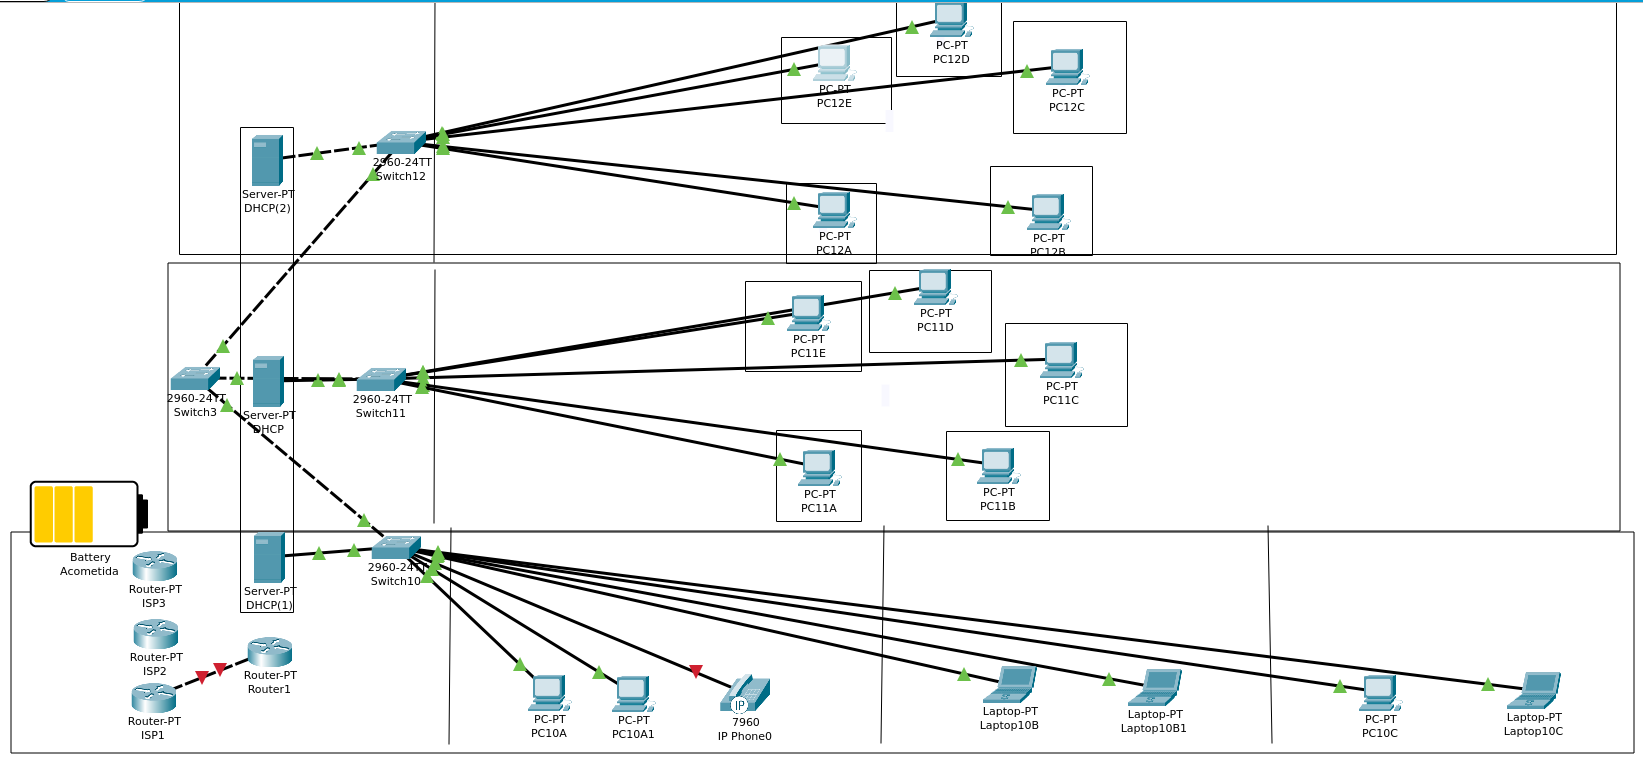 PC-PT
PC12D
PC-PT
PC12E
PC-PT
PC12C
2960-24TT
Switch12
Server-PT
DHCP(2)
PC-PT
PC12A
PC-PT
PC12B
PC-PT
PC11D
PC-PT
PC11E
PC-PT
PC11C
2960-24TT
Switch3
Server-PT
DHCP
2960-24TT
Switch11
PC-PT
PC11A
PC-PT
PC11B
Battery
Acometida
Router-PT
ISP3
Server-PT
DHCP(1)
2960-24TT
Switch10
Router-PT
ISP2
Router-PT
Router1
Router-PT
ISP1
PC-PT
PC10A
PC-PT
PC10A1
IP
7960
IP Phone0
Laptop-PT
Laptop10B
Laptop-PT
Laptop10B1
PC-PT
PC10C
Laptop-PT
Laptop10C